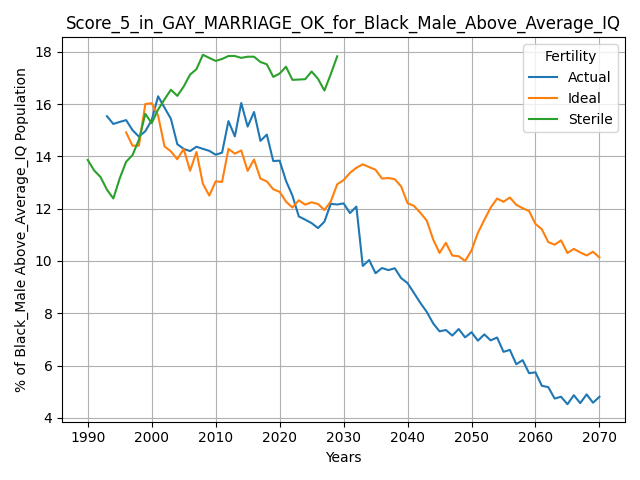 Score_5_in_GAY_MARRIAGE_OK_for_Black_Male_Above_Average_IQ
% of Black_Male Above_Average_IQ Population
18
16
14
12
10
8
6
4
Fertility
Actual
Ideal
Sterile
1990 2000 2010 2020 2030 2040 2050 2060 2070
Years